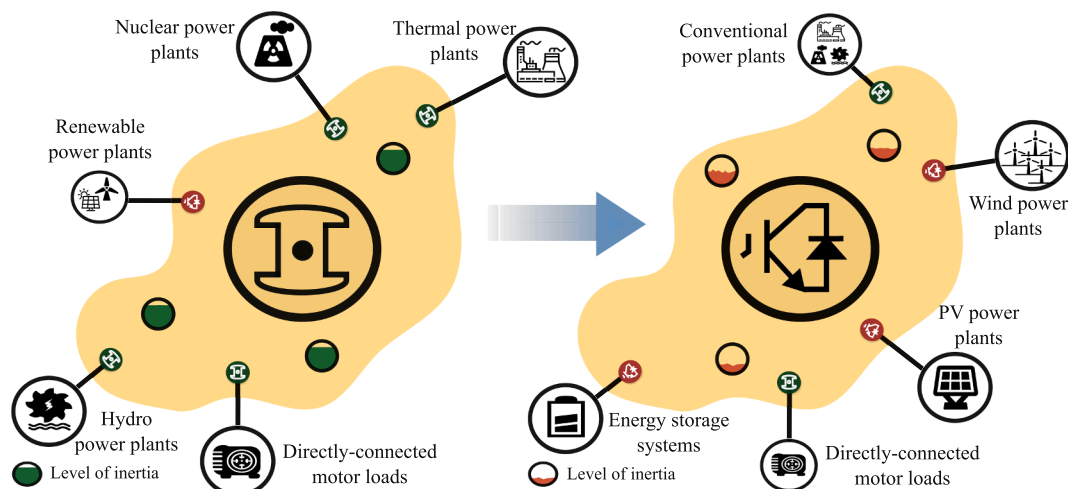 Nuclear power
plants
Thermal power
plants
Renewable
power plants
Hydro
power plants
Directly-connected
motor loads
Level of inertia
Conventional
power plants
Wind power
plants
PV power
plants
Energy storage
systems
Directly-connected
motor loads
Level of inertia